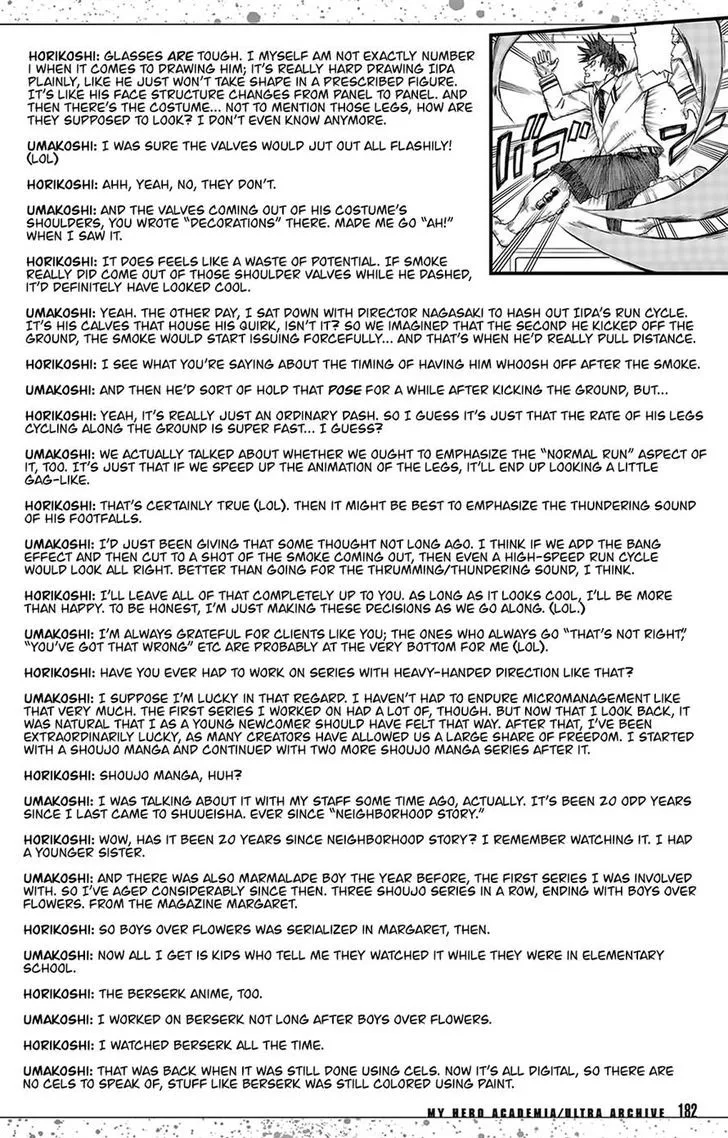 HORIKOSHI: GLASSES ARE TOUGH. I MYSELF AM NOT EXACTLY NUMBER
1 WHEN IT COMES TO DRAWING HIM; IT'S REALLY HARD DRAWING IIDA
PLAINLY, LIKE HE JUST WON'T TAKE SHAPE IN A PRESCRIBED FIGURE.
IT'S LIKE HIS FACE STRUCTURE CHANGES FROM PANEL TO PANEL. AND
THEN THERE'S THE COSTUME... NOT TO MENTION THOSE LEGS, HOW ARE
THEY SUPPOSED TO LOOK? I DON'T EVEN KNOW ANYMORE.
UMAKOSHI: I WAS SURE THE VALVES WOULD JUT OUT ALL FLASHILY!
(LOL)
HORIKOSHI: AHH, YEAH, NO, THEY DON'T.
UMAKOSHI: AND THE VALVES COMING OUT OF HIS COSTUME'S
SHOULDERS, YOU WROTE "DECORATIONS" THERE. MADE ME GO "AH!"
WHEN I SAW IT.
HORIKOSHI: IT DOES FEELS LIKE A WASTE OF POTENTIAL. IF SMOKE
REALLY DID COME OUT OF THOSE SHOULDER VALVES WHILE HE DASHED,
IT'D DEFINITELY HAVE LOOKED COOL.
UMAKOSHI: YEAH. THE OTHER DAY, I SAT DOWN WITH DIRECTOR NAGASAKI TO HASH OUT IIDA'S RUN CYCLE.
IT'S HIS CALVES THAT HOUSE HIS QUIRK, ISN'T IT? SO WE IMAGINED THAT THE SECOND HE KICKED OFF THE
GROUND, THE SMOKE WOULD START ISSUING FORCEFULLY... AND THAT'S WHEN HE'D REALLY PULL DISTANCE.
HORIKOSHI: I SEE WHAT YOU'RE SAYING ABOUT THE TIMING OF HAVING HIM WHOOSH OFF AFTER THE SMOKE.
UMAKOSHI: AND THEN HE'D SORT OF HOLD THAT POSE FOR A WHILE AFTER KICKING THE GROUND, BUT...
HORIKOSHI: YEAH, IT'S REALLY JUST AN ORDINARY DASH. SO I GUESS IT'S JUST THAT THE RATE OF HIS LEGS
CYCLING ALONG THE GROUND IS SUPER FAST... I GUESS?
UMAKOSHI: WE ACTUALLY TALKED ABOUT WHETHER WE OUGHT TO EMPHASIZE THE "NORMAL RUN" ASPECT OF
IT, TOO. IT'S JUST THAT IF WE SPEED UP THE ANIMATION OF THE LEGS, IT'LL END UP LOOKING A LITTLE
GAG-LIKE.
HORIKOSHI: THAT'S CERTAINLY TRUE (LOL). THEN IT MIGHT BE BEST TO EMPHASIZE THE THUNDERING SOUND
OF HIS FOOTFALLS.
UMAKOSHI: I'D JUST BEEN GIVING THAT SOME THOUGHT NOT LONG AGO. I THINK IF WE ADD THE BANG
EFFECT AND THEN CUT TO A SHOT OF THE SMOKE COMING OUT, THEN EVEN A HIGH-SPEED RUN CYCLE
WOULD LOOK ALL RIGHT. BETTER THAN GOING FOR THE THRUMMING/THUNDERING SOUND, I THINK.
HORIKOSHI: I'LL LEAVE ALL OF THAT COMPLETELY UP TO YOU. AS LONG AS IT LOOKS COOL, I'LL BE MORE
THAN HAPPY. TO BE HONEST, I'M JUST MAKING THESE DECISIONS AS WE GO ALONG. (LOL.)
UMAKOSHI: I'M ALWAYS GRATEFUL FOR CLIENTS LIKE YOU; THE ONES WHO ALWAYS GO "THAT'S NOT RIGHT,"
"YOU'VE GOT THAT WRONG" ETC ARE PROBABLY AT THE VERY BOTTOM FOR ME (LOL).
HORIKOSHI: HAVE YOU EVER HAD TO WORK ON SERIES WITH HEAVY-HANDED DIRECTION LIKE THAT?
UMAKOSHI: I SUPPOSE I'M LUCKY IN THAT REGARD. I HAVEN'T HAD TO ENDURE MICROMANAGEMENT LIKE
THAT VERY MUCH. THE FIRST SERIES I WORKED ON HAD A LOT OF, THOUGH. BUT NOW THAT I LOOK BACK, IT
WAS NATURAL THAT I AS A YOUNG NEWCOMER SHOULD HAVE FELT THAT WAY. AFTER THAT, I'VE BEEN
EXTRAORDINARILY LUCKY, AS MANY CREATORS HAVE ALLOWED US A LARGE SHARE OF FREEDOM. I STARTED
WITH A SHOUJO MANGA AND CONTINUED WITH TWO MORE SHOUJO MANGA SERIES AFTER IT.
HORIKOSHI: SHOUJO MANGA, HUH?
UMAKOSHI: I WAS TALKING ABOUT IT WITH MY STAFF SOME TIME AGO, ACTUALLY. IT'S BEEN 20 ODD YEARS
SINCE I LAST CAME TO SHUUEISHA. EVER SINCE "NEIGHBORHOOD STORY."
HORIKOSHI: WOW, HAS IT BEEN 20 YEARS SINCE NEIGHBORHOOD STORY? I REMEMBER WATCHING IT. I HAD
A YOUNGER SISTER.
UMAKOSHI: AND THERE WAS ALSO MARMALADE BOY THE YEAR BEFORE, THE FIRST SERIES I WAS INVOLVED
WITH. SO I'VE AGED CONSIDERABLY SINCE THEN. THREE SHOUJO SERIES IN A ROW, ENDING WITH BOYS OVER
FLOWERS. FROM THE MAGAZINE MARGARET.
HORIKOSHI: SO BOYS OVER FLOWERS WAS SERIALIZED IN MARGARET, THEN.
UMAKOSHI: NOW ALL I GET IS KIDS WHO TELL ME THEY WATCHED IT WHILE THEY WERE IN ELEMENTARY
SCHOOL.
HORIKOSHI: THE BERSERK ANIME, TOO.
UMAKOSHI: I WORKED ON BERSERK NOT LONG AFTER BOYS OVER FLOWERS.
HORIKOSHI: I WATCHED BERSERK ALL THE TIME.
UMAKOSHI: THAT WAS BACK WHEN IT WAS STILL DONE USING CELS. NOW IT'S ALL DIGITAL, SO THERE ARE
NO CELS TO SPEAK OF, STUFF LIKE BERSERK WAS STILL COLORED USING PAINT.
MY HERO ACADEMIA/ULTRA ARCHIVE 182